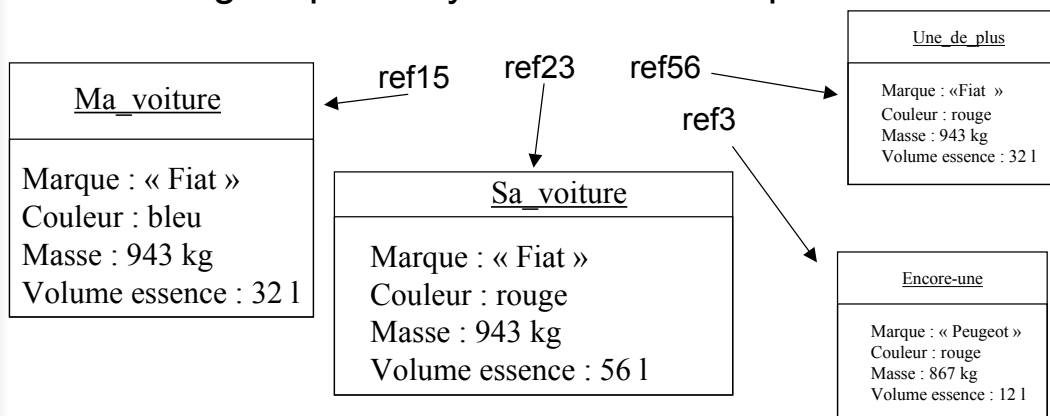 Ma_voiture
Marque : « Fiat »
Couleur : bleu
Masse : 943 kg
Volume essence : 32 l
ref15
ref23
ref56
ref3
Sa_voiture
Marque : « Fiat »
Couleur : rouge
Masse : 943 kg
Volume essence : 56 l
Une_de_plus
Marque : «Fiat »
Couleur : rouge
Masse : 943 kg
Volume essence : 32 l
Encore-une
Marque : « Peugeot »
Couleur : rouge
Masse : 867 kg
Volume essence : 12 l